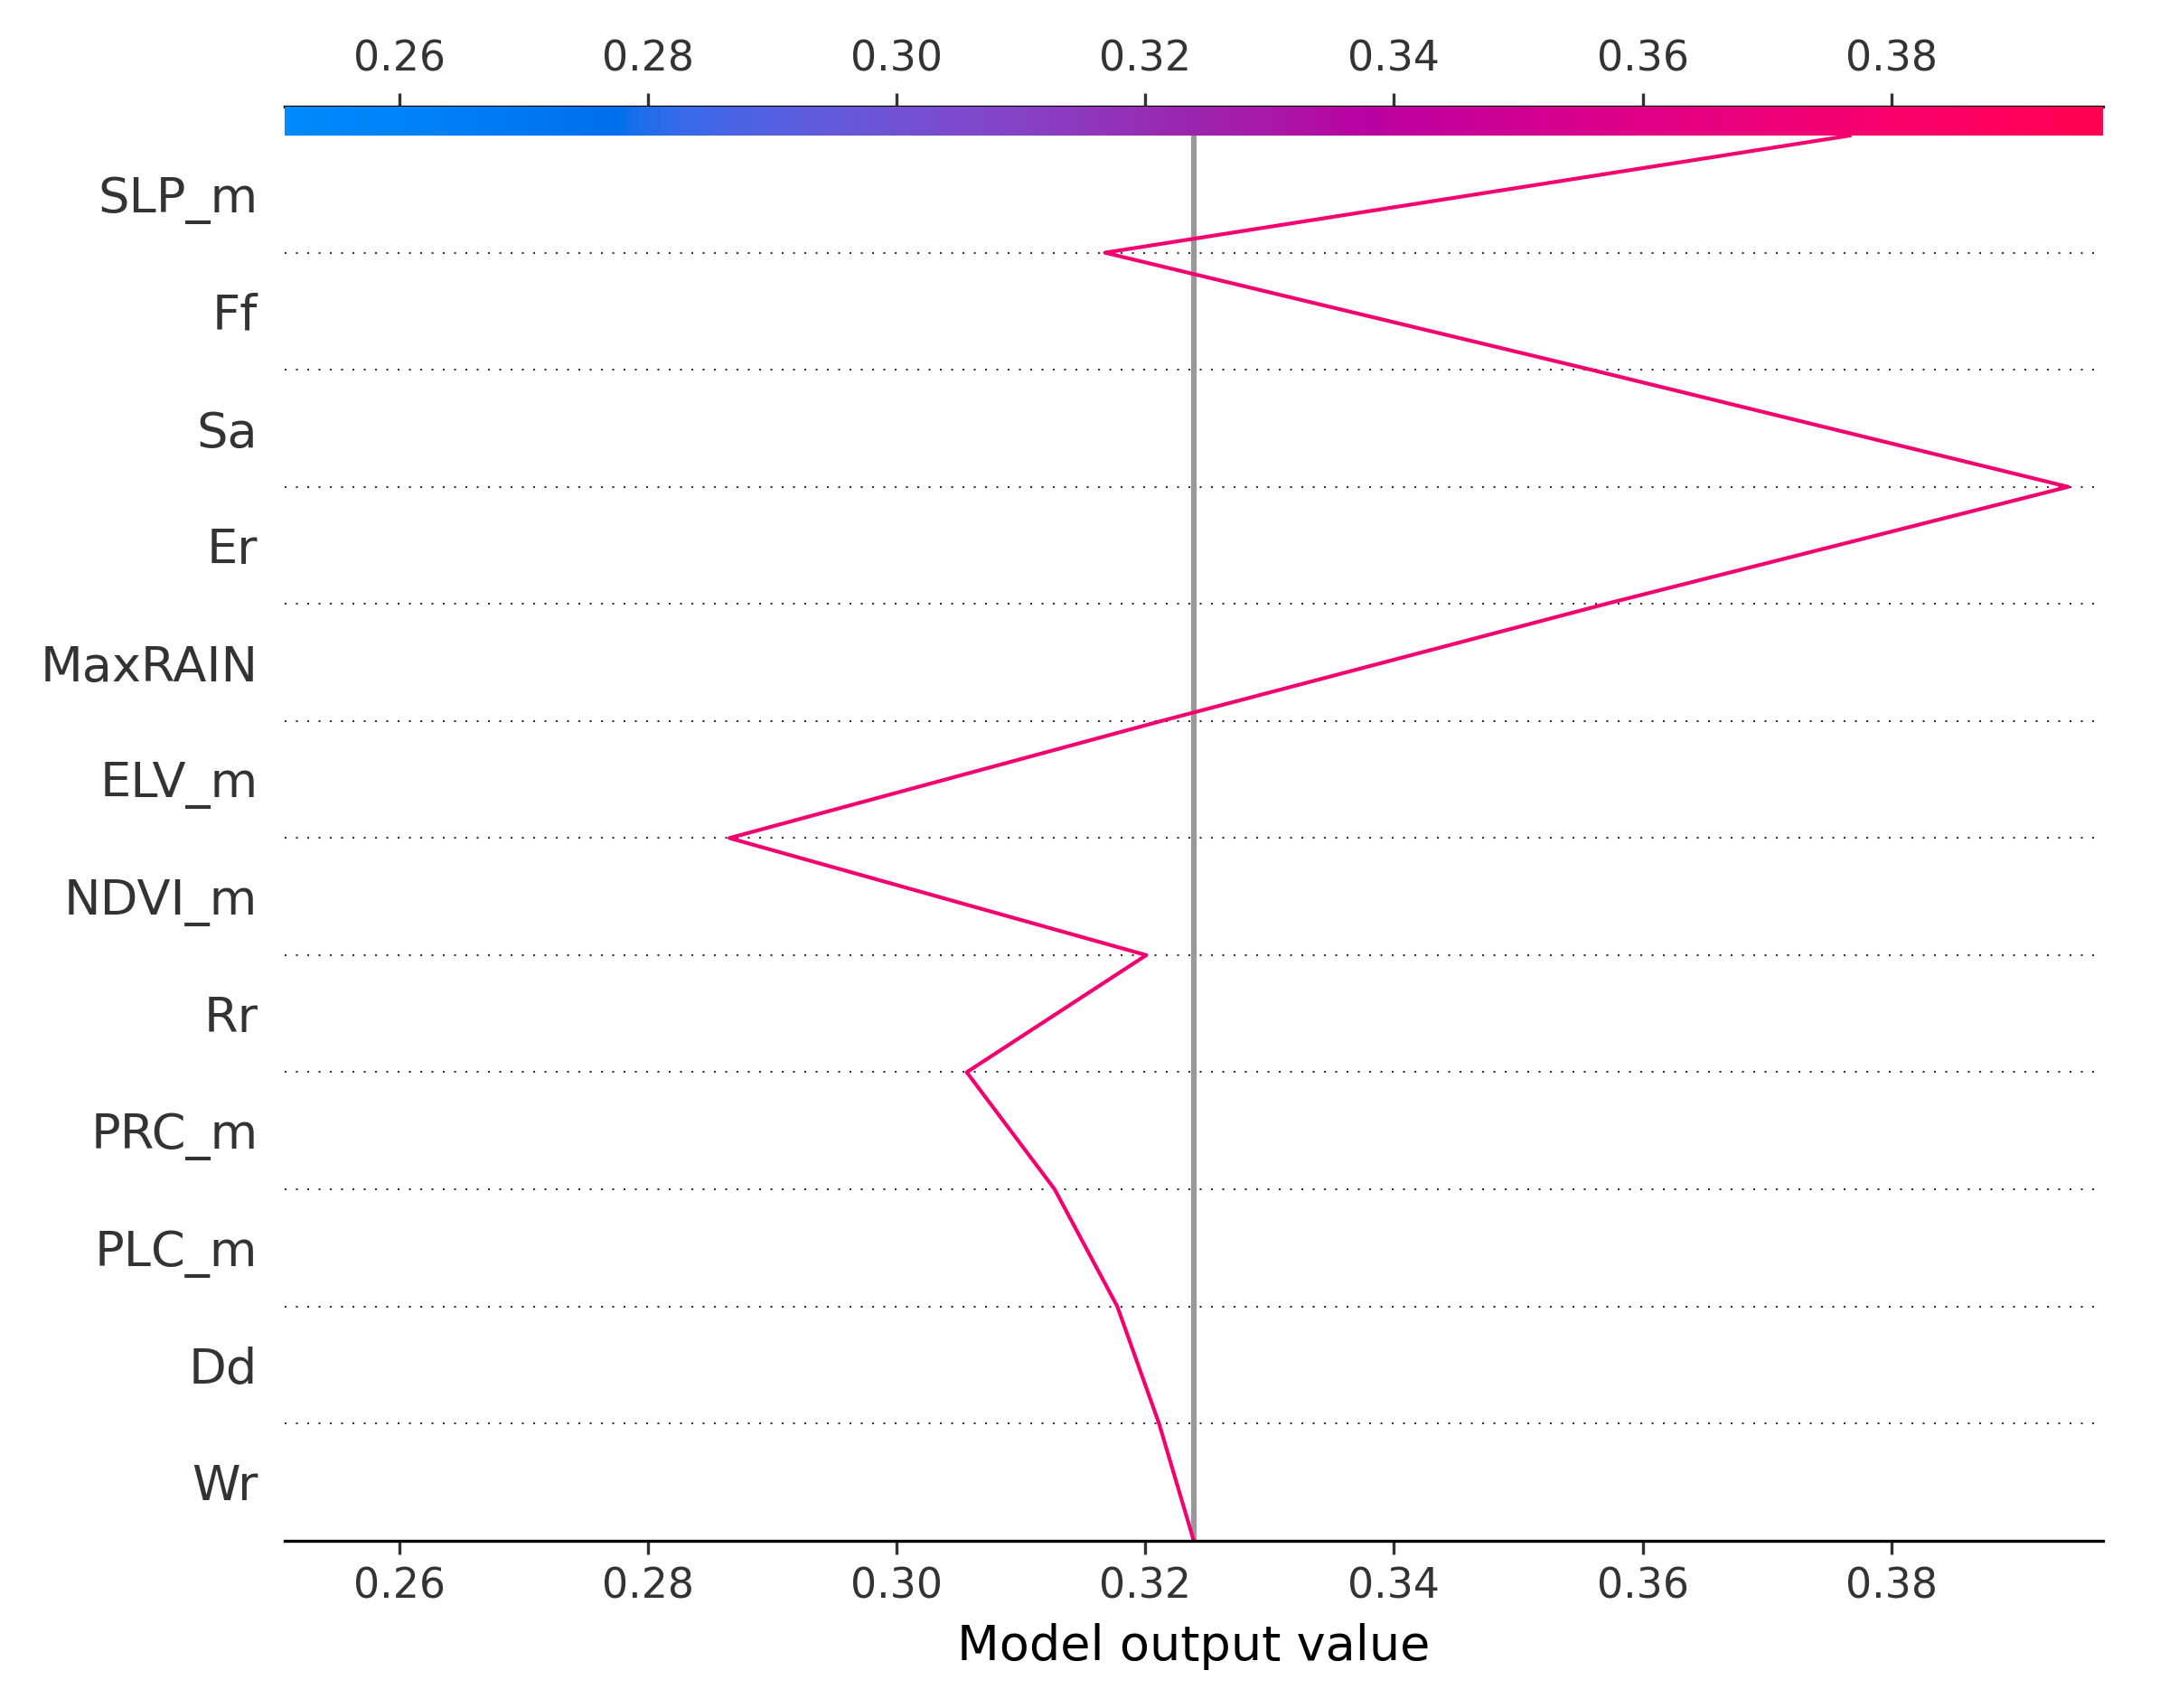 0.26 0.28 0.30 0.32 0.34 0.36 0.38
SLP_m
Ff
Sa
Er
MaxRAIN
ELV_m
NDVI_m
Rr
PRC_m
PLC_m
Dd
Wr
0.26 0.28 0.30 0.32 0.34 0.36 0.38
Model output value